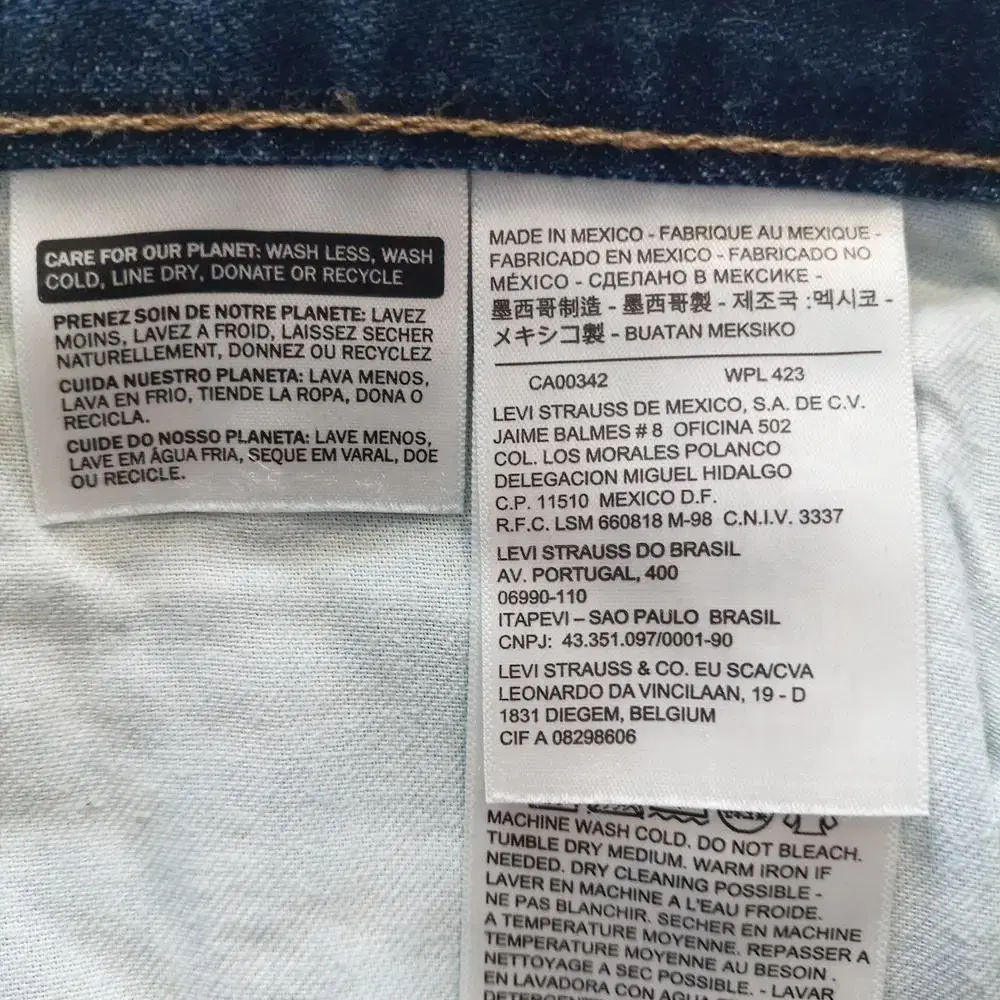 CARE FOR OUR PLANET: WASH LESS, WASH
COLD, LINE DRY, DONATE OR RECYCLE
PRENEZ SOIN DE NOTRE PLANETE: LAVEZ
MOINS, LAVEZ A FROID, LAISSEZ SECHER
NATURELLEMENT, DONNEZ OU RECYCLEZ
CUIDA NUESTRO PLANETA: LAVA MENOS,
LAVA EN FRIO, TIENDE LA ROPA, DONA O
RECICLA.
CUIDE DO NOSSO PLANETA: LAVE MENOS,
LAVE EM ÁGUA FRIA, SEQUE EM VARAL, DOE
OU RECICLE.
MADE IN MEXICO - FABRIQUE AU MEXIQUE -
FABRICADO EN MEXICO - FABRICADO NO
MÉXICO - СДЕЛАНО В МЕКСИКЕ -
墨西哥制造 - 墨西哥製 - 제조국 :멕시코 -
メキシコ製 - BUATAN MEKSIKO
CA00342 WPL 423
LEVI STRAUSS DE MEXICO, S.A. DE C.V.
JAIME BALMES # 8 OFICINA 502
COL. LOS MORALES POLANCO
DELEGACION MIGUEL HIDALGO
C.P. 11510 MEXICO D.F.
R.F.C. LSM 660818 M-98 C.N.I.V. 3337
LEVI STRAUSS DO BRASIL
AV. PORTUGAL, 400
06990-110
ITAPEVI – SAO PAULO BRASIL
CNPJ: 43.351.097/0001-90
LEVI STRAUSS & CO. EU SCA/CVA
LEONARDO DA VINCILAAN, 19 - D
1831 DIEGEM, BELGIUM
CIF A 08298606
MACHINE WASH COLD. DO NOT BLEACH.
TUMBLE DRY MEDIUM. WARM IRON IF
NEEDED. DRY CLEANING POSSIBLE -
LAVER EN MACHINE A L'EAU FROIDE.
NE PAS BLANCHIR. SECHER EN MACHINE
A TEMPERATURE MOYENNE. REPASSER A
TEMPERATURE MOYENNE AU BESOIN .
NETTOYAGE A SEC POSSIBLE. - LAVAR
EN LAVADORA CON AGUA